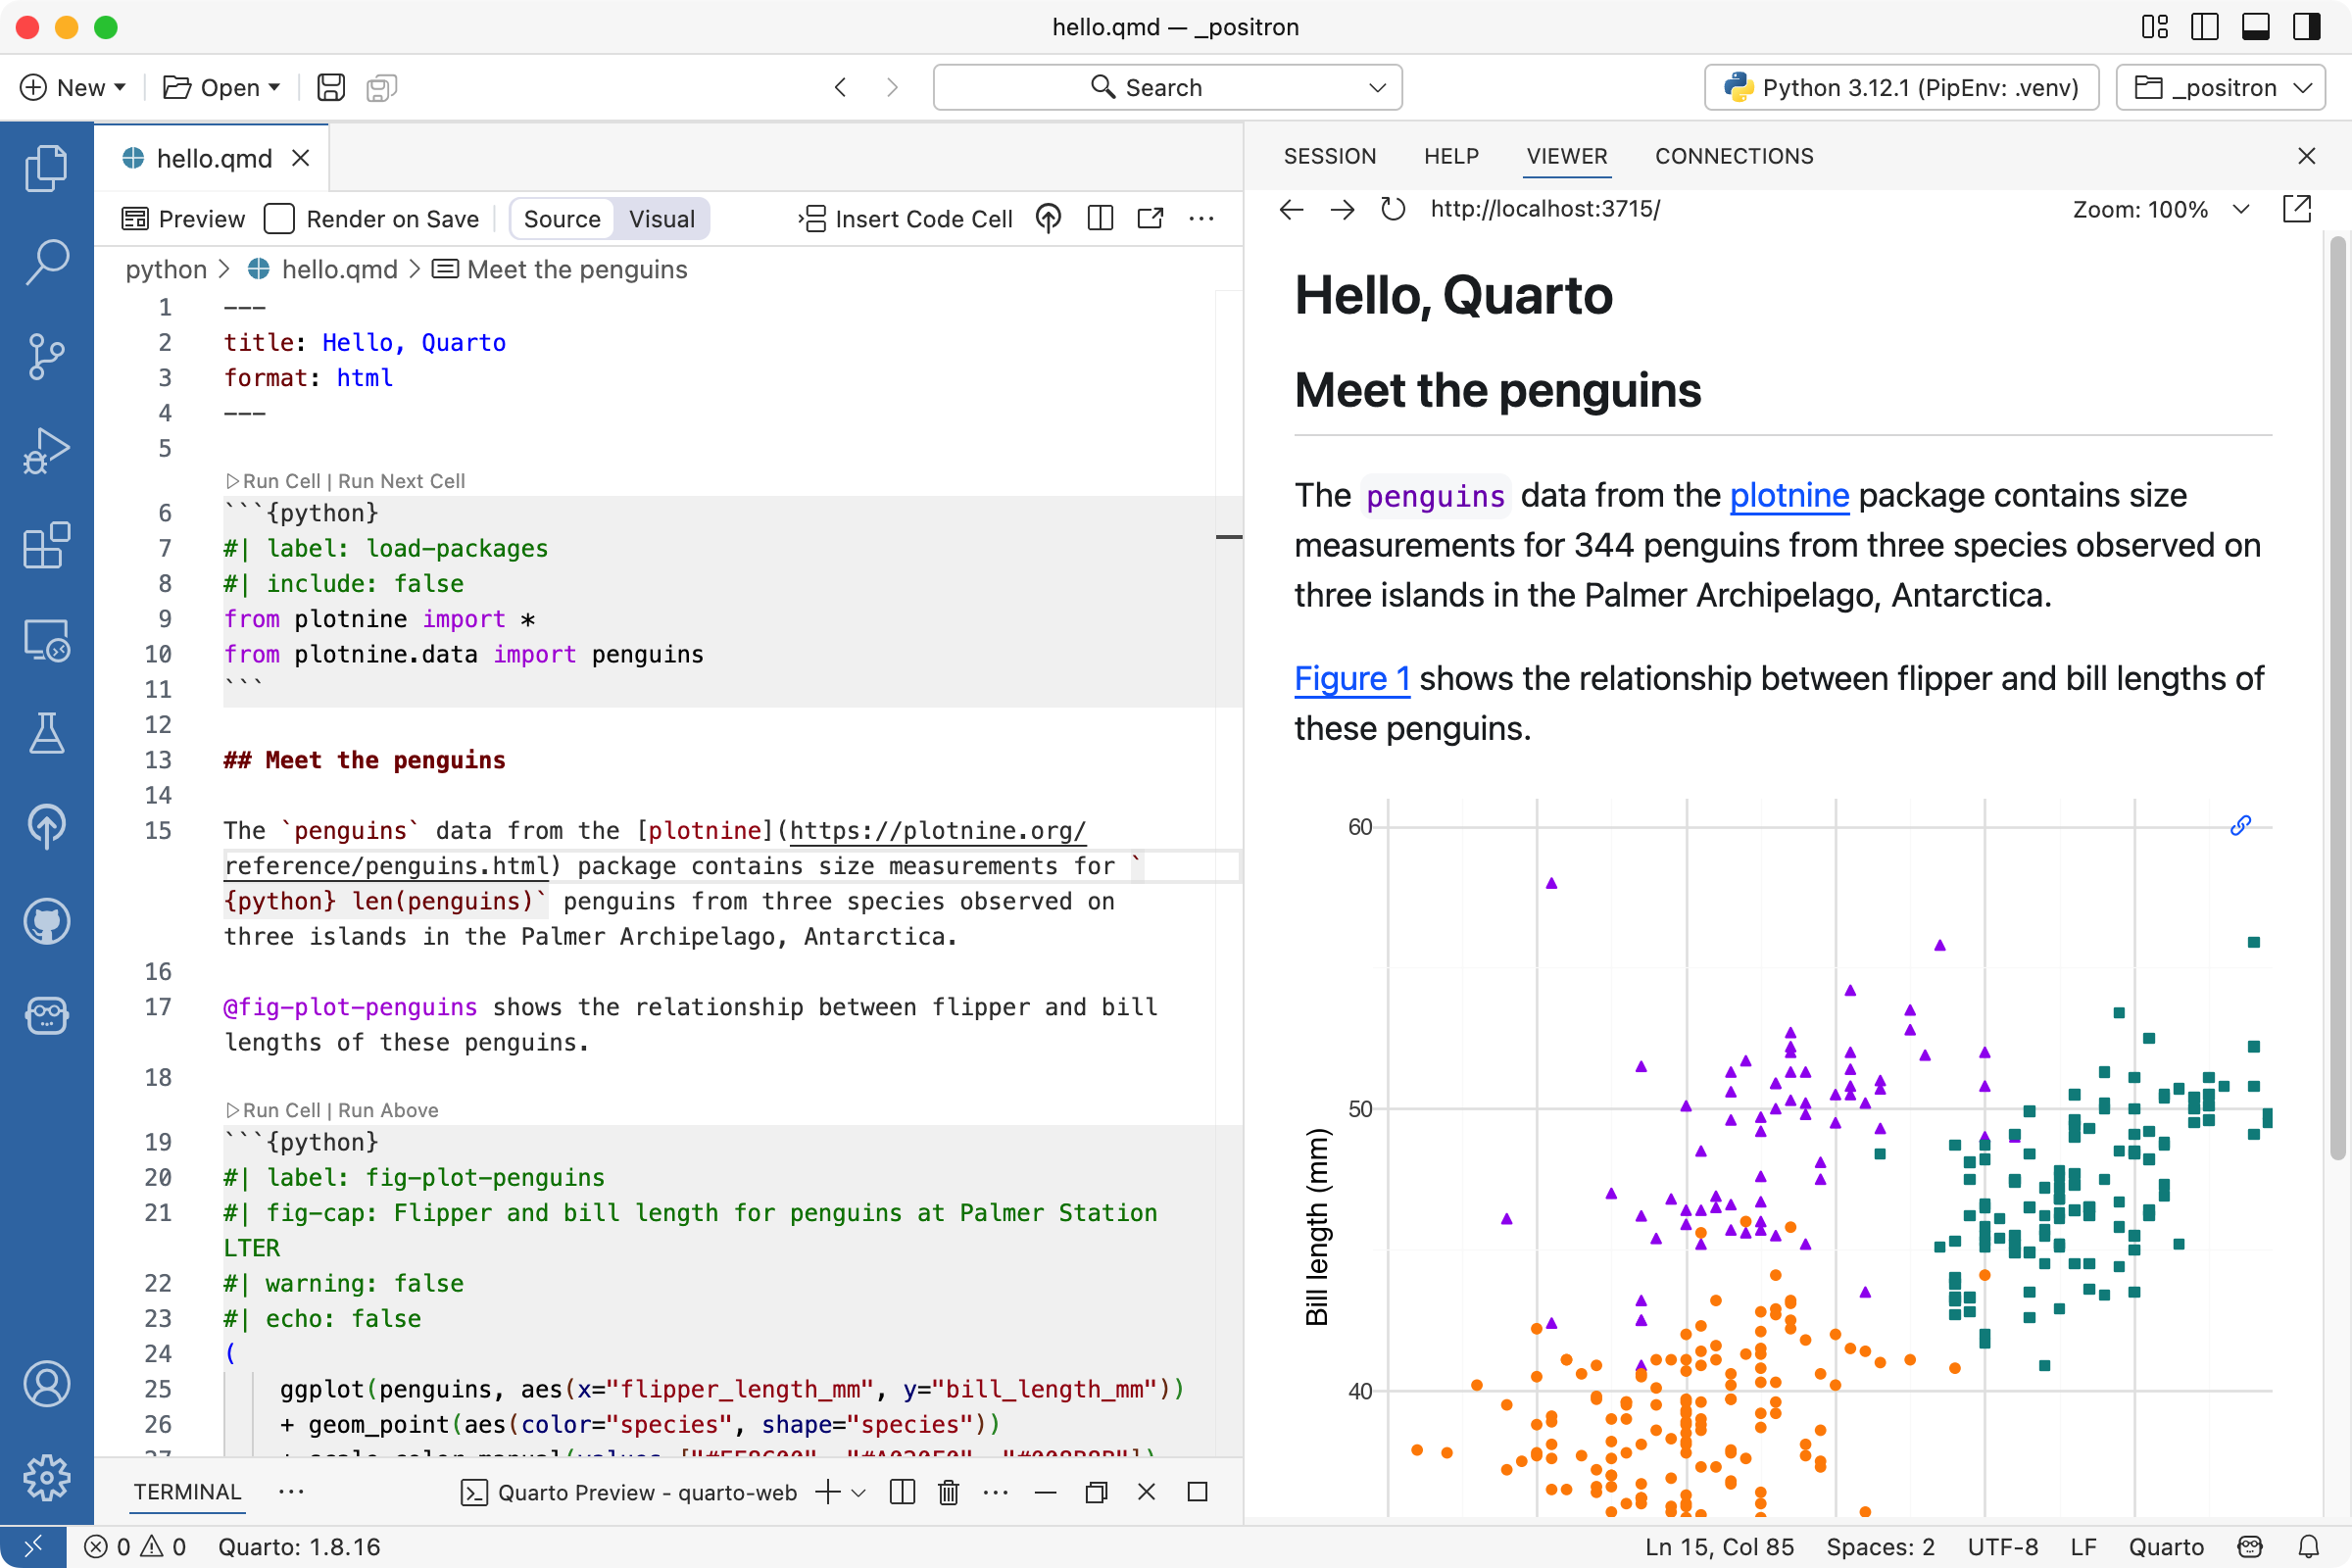 hello.qmd — _positron
New
Open
Search
Python 3.12.1 (PipEnv: .venv)
_positron
hello.qmd
Preview
Render on Save
Source
Visual
Insert Code Cell
python > hello.qmd > Meet the penguins
1 ---
2 title: Hello, Quarto
3 format: html
4 ---
5
Run Cell | Run Next Cell
6 ```{python}
7 #| label: load-packages
8 #| include: false
9 from plotnine import *
10 from plotnine.data import penguins
11 ```
12
13 ## Meet the penguins
14
15 The `penguins` data from the [plotnine](https://plotnine.org/
reference/penguins.html) package contains size measurements for `
{python} len(penguins)` penguins from three species observed on
three islands in the Palmer Archipelago, Antarctica.
16
17 @fig-plot-penguins shows the relationship between flipper and bill
lengths of these penguins.
18
Run Cell | Run Above
19 ```{python}
20 #| label: fig-plot-penguins
21 #| fig-cap: Flipper and bill length for penguins at Palmer Station
LTER
22 #| warning: false
23 #| echo: false
24 (
25 ggplot(penguins, aes(x="flipper_length_mm", y="bill_length_mm"))
26 + geom_point(aes(color="species", shape="species"))
TERMINAL
Quarto Preview - quarto-web
SESSION
HELP
VIEWER
CONNECTIONS
http://localhost:3715/
Zoom: 100%
Hello, Quarto
Meet the penguins
The penguins data from the plotnine package contains size
measurements for 344 penguins from three species observed on
three islands in the Palmer Archipelago, Antarctica.
Figure 1 shows the relationship between flipper and bill lengths of
these penguins.
60
50
40
Bill length (mm)
0
0
Quarto: 1.8.16
Ln 15, Col 85
Spaces: 2
UTF-8
LF
Quarto